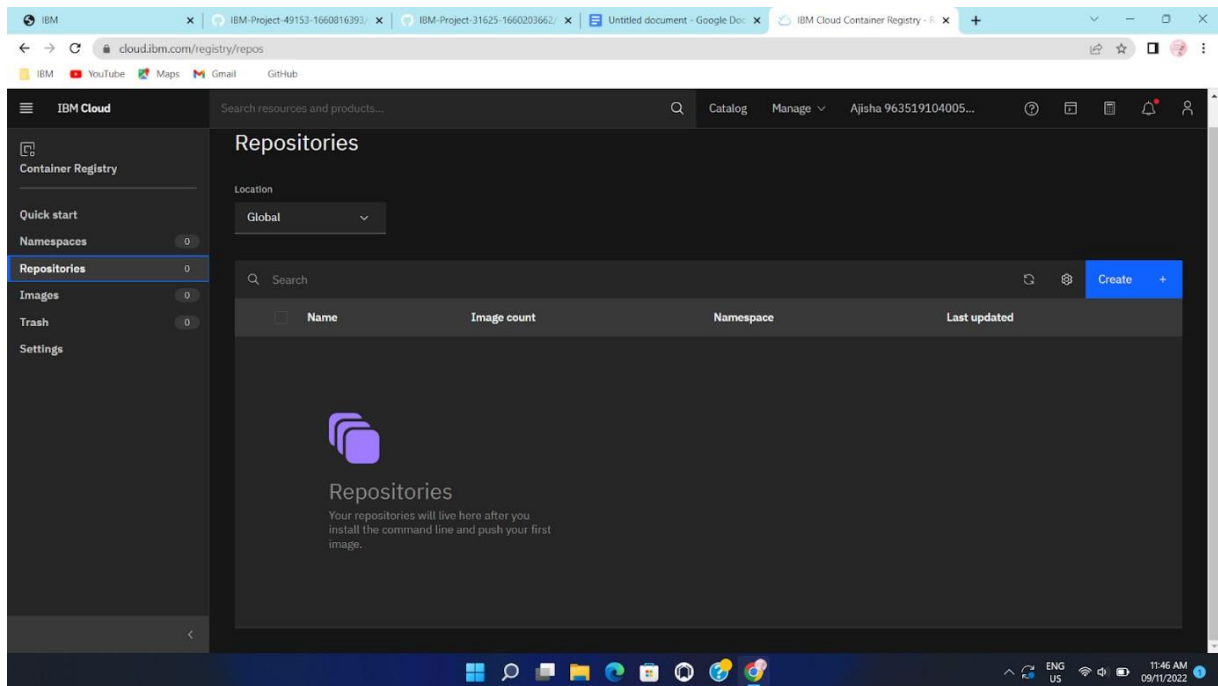 IBM
IBM-Project-49153-1660816393/
IBM-Project-31625-1660203662/
Untitled document - Google Doc
IBM Cloud Container Registry - R
cloud.ibm.com/registry/repos
IBM YouTube Maps Gmail GitHub
IBM Cloud Search resources and products... Catalog Manage Ajisha 963519104005...
Container Registry
Quick start
Namespaces 0
Repositories 0
Images 0
Trash 0
Settings
Repositories
Location
Global
Search Create +
Name Image count Namespace Last updated
Repositories
Your repositories will live here after you
install the command line and push your first
image.
ENG
US
11:46 AM
09/11/2022
1